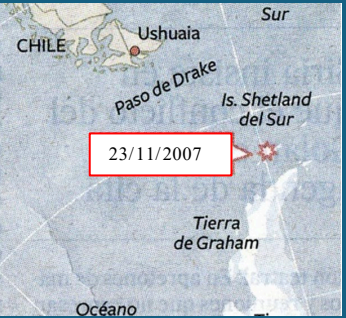 Sur
Ushuaia
CHILE
Paso de Drake
Is. Shetland
del Sur
23/11/2007
Tierra
de Graham
Océano